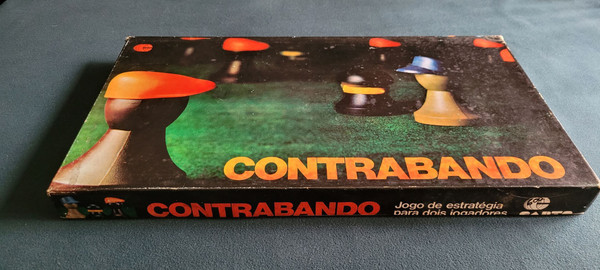 CONTRABANDO
CONTRABANDO
Jogo de estratégia
para dois jogadores